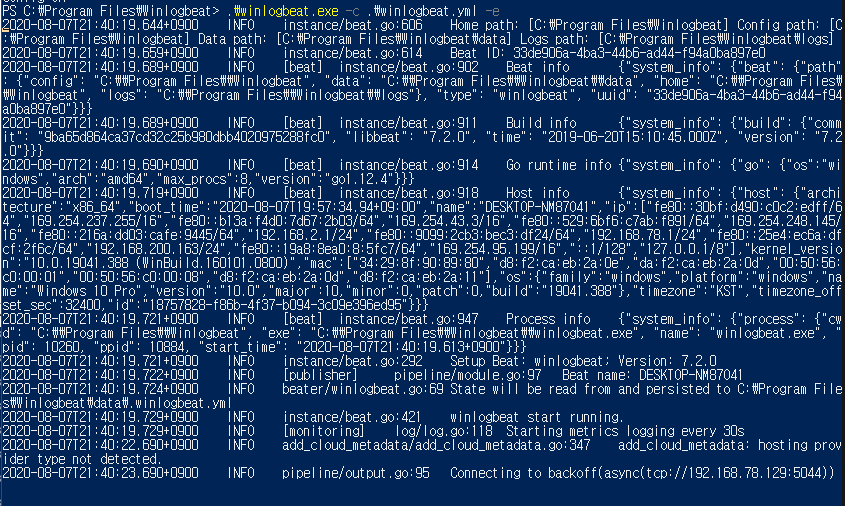 PS C:₩Program Files₩Winlogbeat> .₩winlogbeat.exe -c .₩winlogbeat.yml -e
2020-08-07T21:40:19.644+0900 INFO instance/beat.go:606 Home path: [C:₩Program Files₩Winlogbeat] Config path: [C
:₩Program Files₩Winlogbeat] Data path: [C:₩Program Files₩Winlogbeat₩data] Logs path: [C:₩Program Files₩Winlogbeat₩logs]
2020-08-07T21:40:19.659+0900 INFO instance/beat.go:614 Beat ID: 33de906a-4ba3-44b6-ad44-f94a0ba897e0
2020-08-07T21:40:19.689+0900 INFO [beat] instance/beat.go:902 Beat info {"system_info": {"beat": {"path"
: {"config": "C:₩₩Program Files₩₩Winlogbeat", "data": "C:₩₩Program Files₩₩Winlogbeat₩₩data", "home": "C:₩₩Program Files₩
₩Winlogbeat", "logs": "C:₩₩Program Files₩₩Winlogbeat₩₩logs"}, "type": "winlogbeat", "uuid": "33de906a-4ba3-44b6-ad44-f94
a0ba897e0"}}}
2020-08-07T21:40:19.689+0900 INFO [beat] instance/beat.go:911 Build info {"system_info": {"build": {"comm
it": "9ba65d864ca37cd32c25b980dbb4020975288fc0", "libbeat": "7.2.0", "time": "2019-06-20T15:10:45.000Z", "version": "7.2
.0"}}}
2020-08-07T21:40:19.690+0900 INFO [beat] instance/beat.go:914 Go runtime info {"system_info": {"go": {"os":"wi
ndows","arch":"amd64","max_procs":8,"version":"go1.12.4"}}}
2020-08-07T21:40:19.719+0900 INFO [beat] instance/beat.go:918 Host info {"system_info": {"host": {"archi
tecture":"x86_64","boot_time":"2020-08-07T19:57:34.94+09:00","name":"DESKTOP-NM87041","ip":["fe80::30bf:d490:c0c2:edff/6
4","169.254.237.255/16","fe80::b13a:f4d0:7d67:2b03/64","169.254.43.3/16","fe80::529:6bf6:c7ab:f891/64","169.254.248.145/
16","fe80::216a:dd03:cafe:9445/64","192.168.2.1/24","fe80::9099:2cb3:bec3:df24/64","192.168.78.1/24","fe80::25e4:ec6a:df
cf:2f6c/64","192.168.200.163/24","fe80::19a8:8ea0:8:5fc7/64","169.254.95.199/16","::1/128","127.0.0.1/8"],"kernel_versio
n":"10.0.19041.388 (WinBuild.160101.0800)","mac":["34:29:8f:90:89:80","d8:f2:ca:eb:2a:0e","da:f2:ca:eb:2a:0d","00:50:56:
c0:00:01","00:50:56:c0:00:08","d8:f2:ca:eb:2a:0d","d8:f2:ca:eb:2a:11"],"os":{"family":"windows","platform":"windows","na
me":"Windows 10 Pro","version":"10.0","major":10,"minor":0,"patch":0,"build":"19041.388"},"timezone":"KST","timezone_off
set_sec":32400,"id":"18757828-f86b-4f37-b094-3c09e396ed95"}}}
2020-08-07T21:40:19.721+0900 INFO [beat] instance/beat.go:947 Process info {"system_info": {"process": {"cw
d": "C:₩₩Program Files₩₩Winlogbeat", "exe": "C:₩₩Program Files₩₩Winlogbeat₩₩winlogbeat.exe", "name": "winlogbeat.exe", "
pid": 10260, "ppid": 10884, "start_time": "2020-08-07T21:40:19.613+0900"}}}
2020-08-07T21:40:19.721+0900 INFO instance/beat.go:292 Setup Beat: winlogbeat; Version: 7.2.0
2020-08-07T21:40:19.722+0900 INFO [publisher] pipeline/module.go:97 Beat name: DESKTOP-NM87041
2020-08-07T21:40:19.724+0900 INFO beater/winlogbeat.go:69 State will be read from and persisted to C:₩Program File
s₩Winlogbeat₩data₩.winlogbeat.yml
2020-08-07T21:40:19.729+0900 INFO instance/beat.go:421 winlogbeat start running.
2020-08-07T21:40:19.729+0900 INFO [monitoring] log/log.go:118 Starting metrics logging every 30s
2020-08-07T21:40:22.690+0900 INFO add_cloud_metadata/add_cloud_metadata.go:347 add_cloud_metadata: hosting prov
ider type not detected.
2020-08-07T21:40:23.690+0900 INFO pipeline/output.go:95 Connecting to backoff(async(tcp://192.168.78.129:5044))